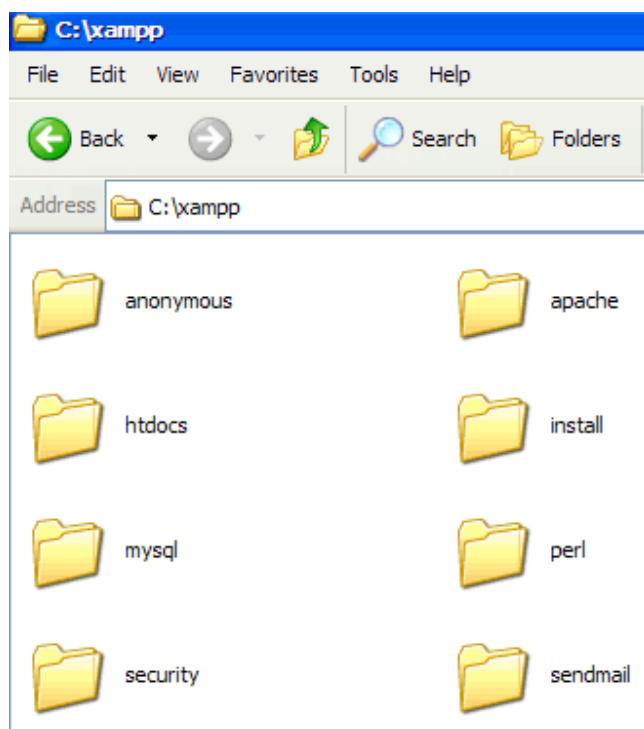 C:\xampp
File Edit View Favorites Tools Help
Back Search Folders
Address C:\xampp
anonymous apache
htdocs install
mysql perl
security sendmail